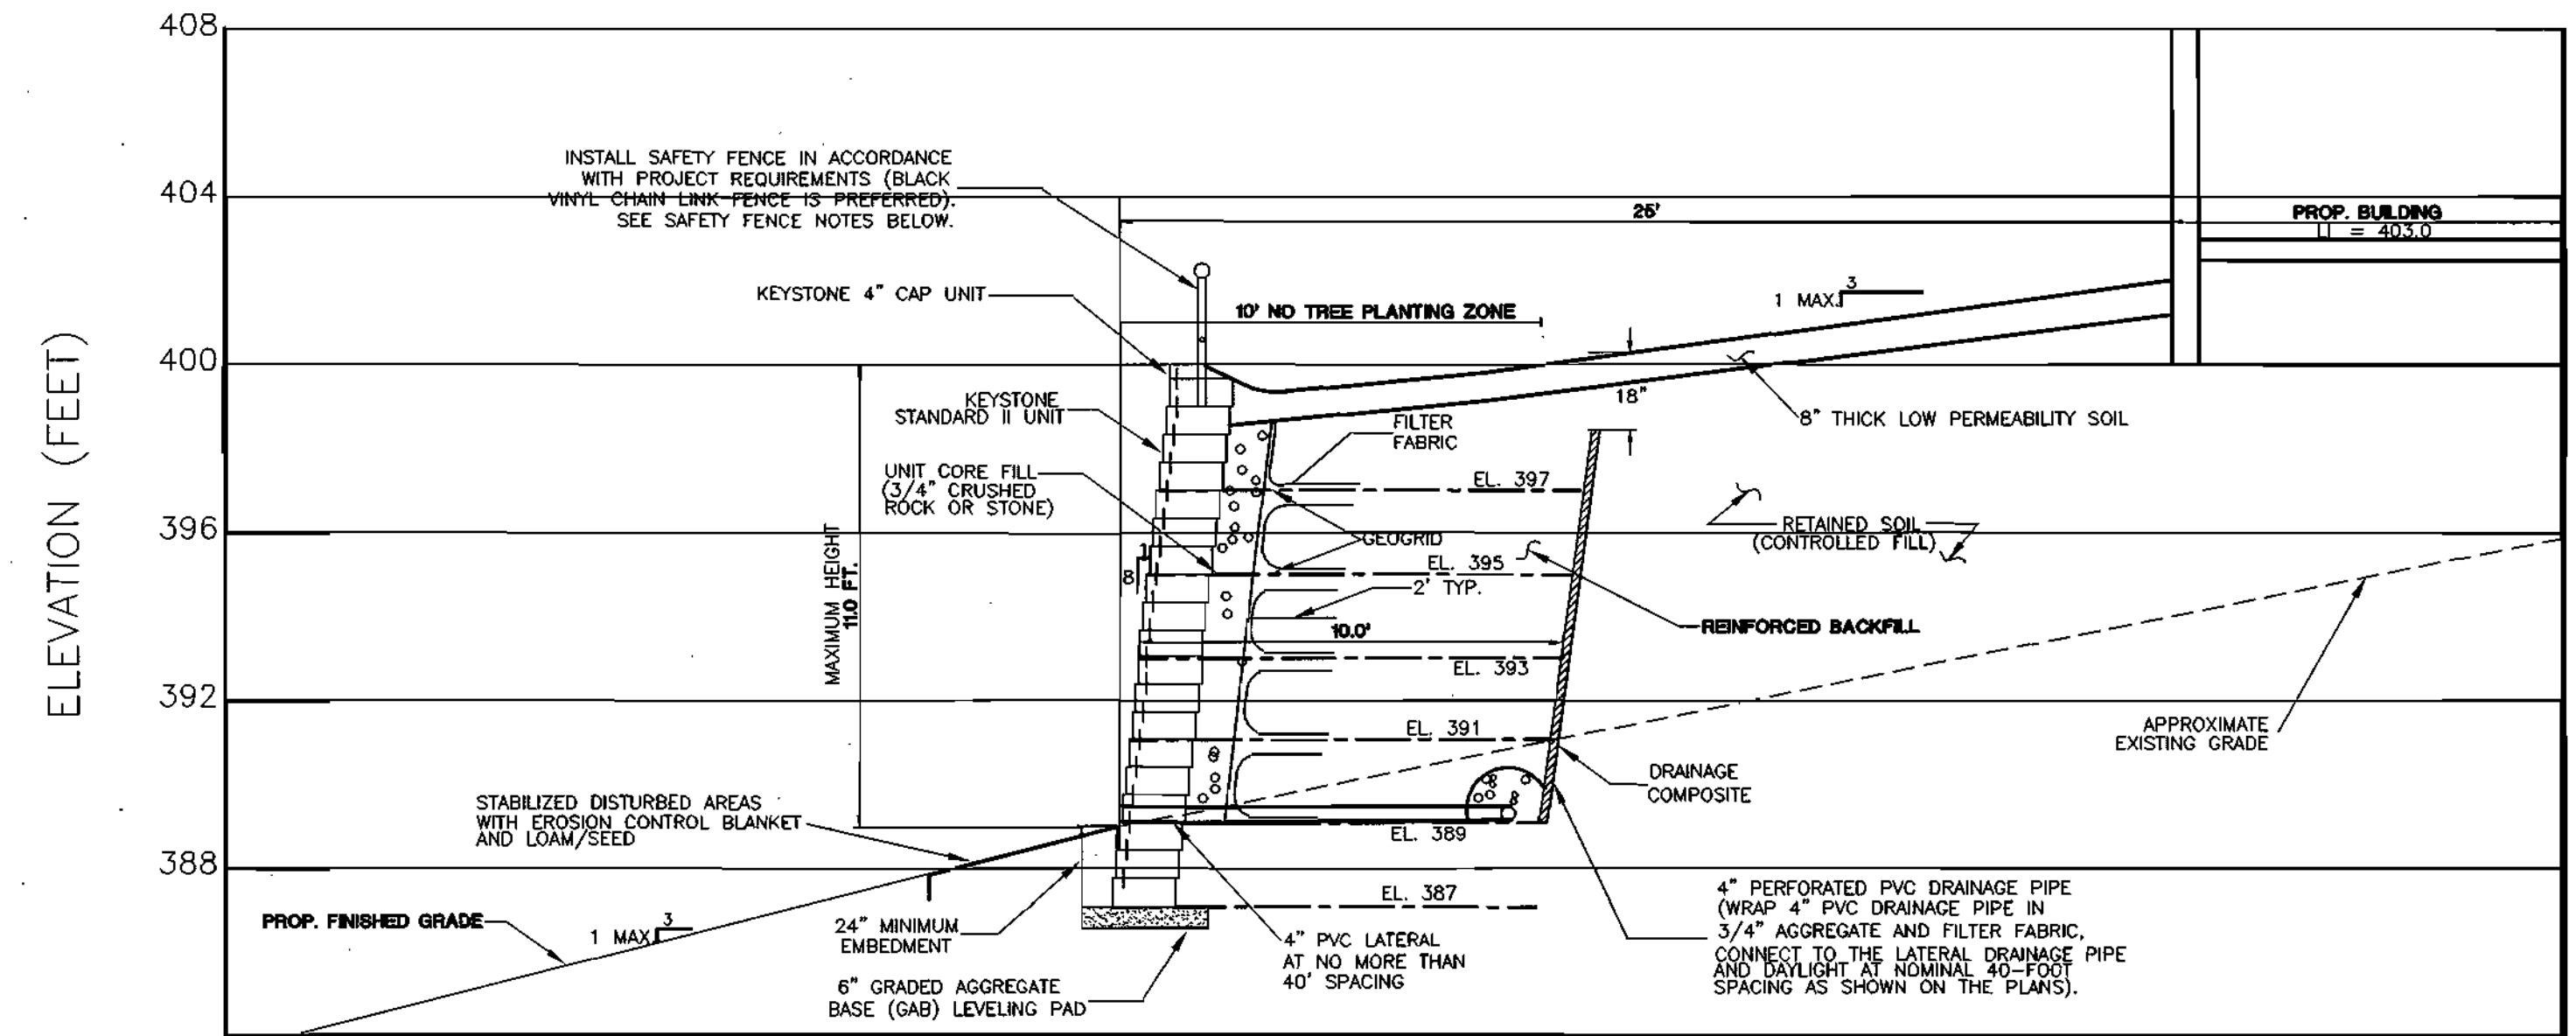 408
INSTALL SAFETY FENCE IN ACCORDANCE
WITH PROJECT REQUIREMENTS (BLACK
VINYL CHAIN LINK FENCE IS PREFERRED).
SEE SAFETY FENCE NOTES BELOW.
404
25'
PROP. BUILDING
= 403.0
KEYSTONE 4" CAP UNIT
10' NO TREE PLANTING ZONE
1 MAX.
3
400
KEYSTONE
STANDARD II UNIT
FILTER
FABRIC
18"
8" THICK LOW PERMEABILITY SOIL
UNIT CORE FILL
(3/4" CRUSHED
ROCK OR STONE)
EL. 397
ELEVATION (FEET)
396
MAXIMUM HEIGHT
11.0 FT.
GEOGRID
RETAINED SOIL
(CONTROLLED FILL)
8
EL. 395
2' TYP.
10.0'
REINFORCED BACKFILL
EL. 393
392
EL. 391
APPROXIMATE
EXISTING GRADE
DRAINAGE
COMPOSITE
STABILIZED DISTURBED AREAS
WITH EROSION CONTROL BLANKET
AND LOAM/SEED
EL. 389
388
EL. 387
PROP. FINISHED GRADE
1 MAX.
3
24" MINIMUM
EMBEDMENT
4" PVC LATERAL
AT NO MORE THAN
40' SPACING
4" PERFORATED PVC DRAINAGE PIPE
(WRAP 4" PVC DRAINAGE PIPE IN
3/4" AGGREGATE AND FILTER FABRIC,
CONNECT TO THE LATERAL DRAINAGE PIPE
AND DAYLIGHT AT NOMINAL 40-FOOT
SPACING AS SHOWN ON THE PLANS).
6" GRADED AGGREGATE
BASE (GAB) LEVELING PAD